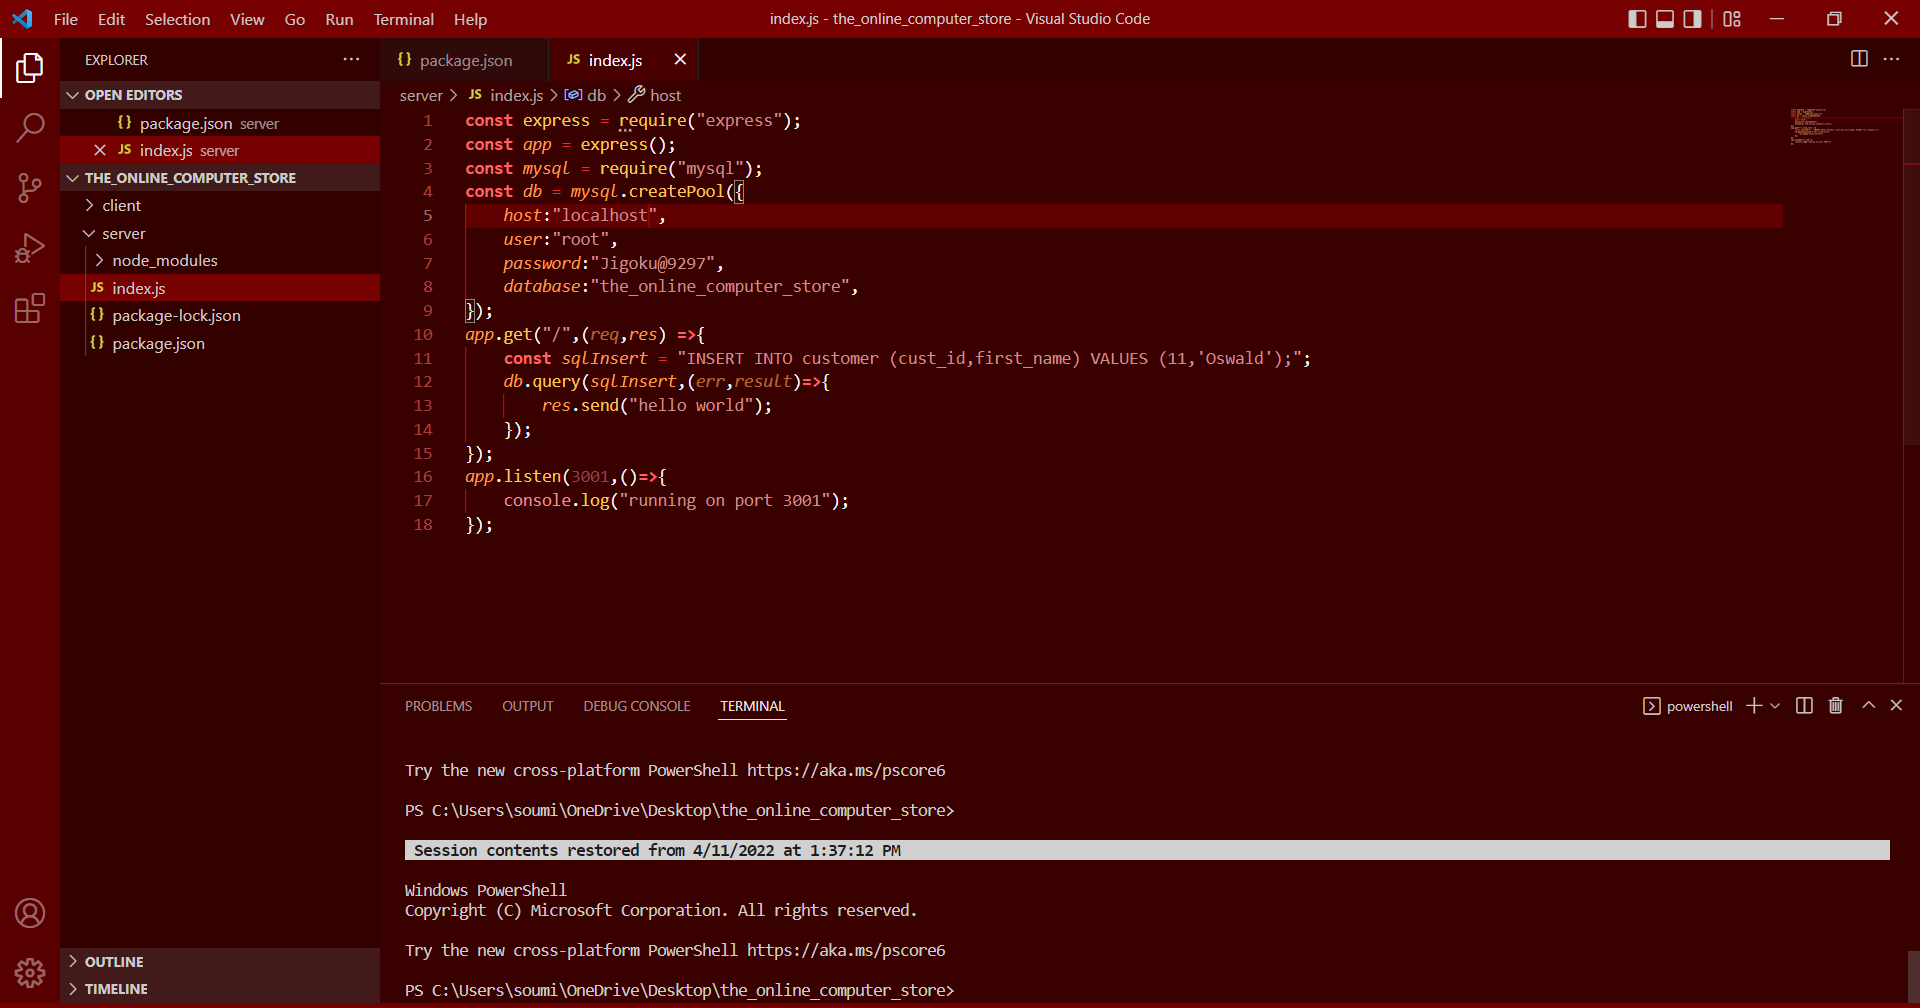 File Edit Selection View Go Run Terminal Help
index.js - the_online_computer_store - Visual Studio Code
EXPLORER
OPEN EDITORS
package.json server
index.js server
THE_ONLINE_COMPUTER_STORE
client
server
node_modules
JS index.js
package-lock.json
package.json
OUTLINE
TIMELINE
{} package.json
JS index.js
server > JS index.js > db > host
1 const express = require("express");
2 const app = express();
3 const mysql = require("mysql");
4 const db = mysql.createPool({
5 host:"localhost",
6 user:"root",
7 password:"Jigoku@9297",
8 database:"the_online_computer_store",
9 });
10 app.get("/",(req,res) =>{
11 const sqlInsert = "INSERT INTO customer (cust_id,first_name) VALUES (11,'Oswald');";
12 db.query(sqlInsert,(err,result)=>{
13 res.send("hello world");
14 });
15 });
16 app.listen(3001,()=>{
17 console.log("running on port 3001");
18 });
PROBLEMS OUTPUT DEBUG CONSOLE TERMINAL
powershell
Try the new cross-platform PowerShell https://aka.ms/pscore6
PS C:\Users\soumi\OneDrive\Desktop\the_online_computer_store>
Session contents restored from 4/11/2022 at 1:37:12 PM
Windows PowerShell
Copyright (C) Microsoft Corporation. All rights reserved.
Try the new cross-platform PowerShell https://aka.ms/pscore6
PS C:\Users\soumi\OneDrive\Desktop\the_online_computer_store>